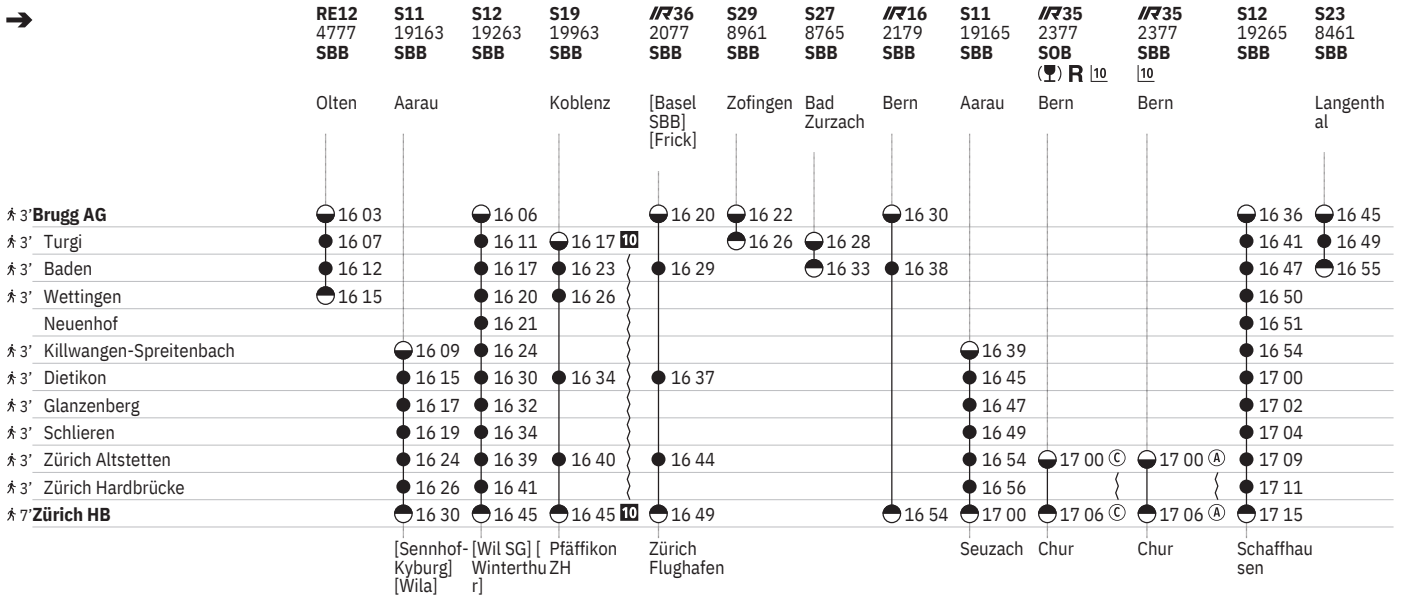 RE12 S11 S12 S19 IR36 S29 S27 IR16 S11 IR35 IR35 S12 S23
4777 19163 19263 19963 2077 8961 8765 2179 19165 2377 2377 19265 8461
SBB SBB SBB SBB SBB SBB SBB SBB SBB SOB SBB SBB SBB
R 10 10
Olten Aarau Koblenz [Basel Zofingen Bad Bern Aarau Bern Bern Langenth
SBB] Zurzach al
[Frick]
3' Brugg AG 16 03 16 06 16 20 16 22 16 30 16 36 16 45
3' Turgi 16 07 16 11 16 17 10 16 26 16 28 16 41 16 49
3' Baden 16 12 16 17 16 23 16 29 16 33 16 38 16 47 16 55
3' Wettingen 16 15 16 20 16 26 16 50
Neuenhof 16 21 16 51
3' Killwangen-Spreitenbach 16 09 16 24 16 39 16 54
3' Dietikon 16 15 16 30 16 34 16 37 16 45 17 00
3' Glanzenberg 16 17 16 32 16 47 17 02
3' Schlieren 16 19 16 34 16 49 17 04
3' Zürich Altstetten 16 24 16 39 16 40 16 44 16 54 17 00 C 17 00 A 17 09
3' Zürich Hardbrücke 16 26 16 41 16 56 17 11
7' Zürich HB 16 30 16 45 16 45 10 16 49 16 54 17 00 17 06 C 17 06 A 17 15
[Sennhof- [Wil SG] [ Pfäffikon Zürich Seuzach Chur Chur Schaffhau
Kyburg] Winterthu ZH Flughafen sen
[Wila] r]